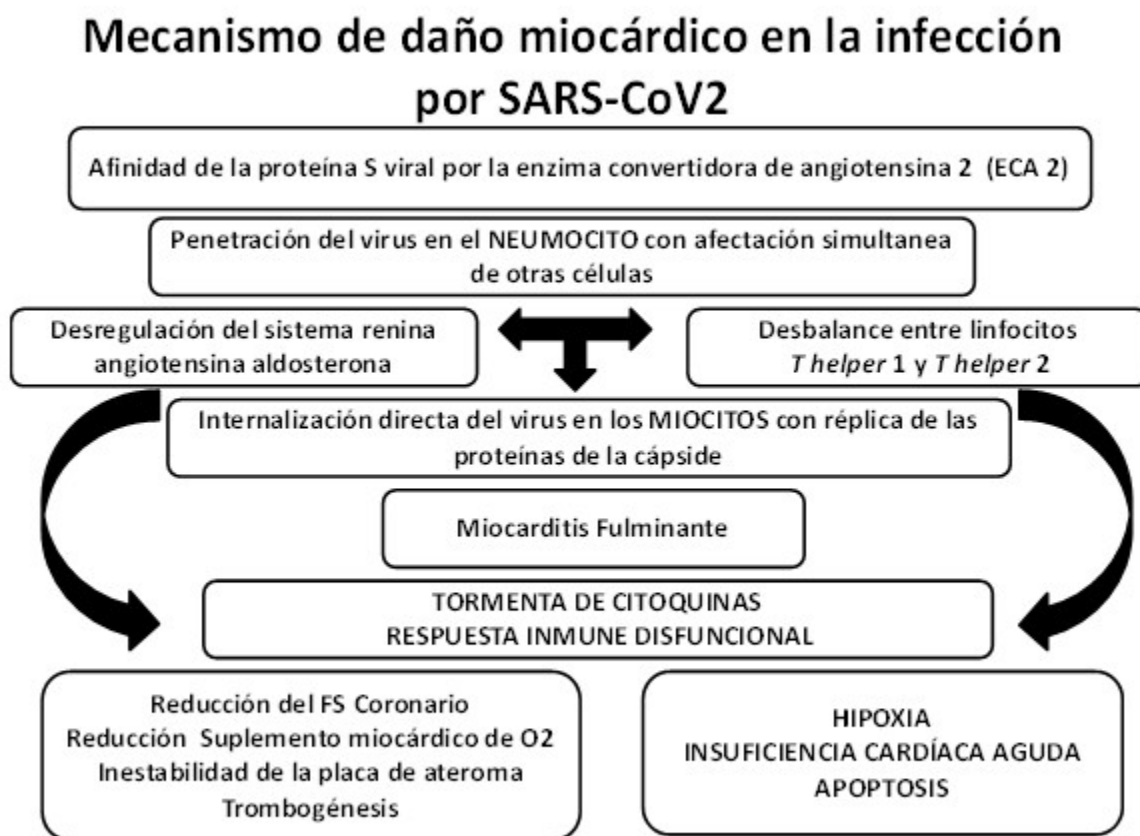 Mecanismo de daño miocárdico en la infección
por SARS-CoV2
Afinidad de la proteína S viral por la enzima convertidora de angiotensina 2 (ECA 2)
Penetración del virus en el NEUMOCITO con afectación simultanea
de otras células
Desregulación del sistema renina
angiotensina aldosterona
Desbalance entre linfocitos
T helper 1 y T helper 2
Internalización directa del virus en los MIOCITOS con réplica de las
proteínas de la cápside
Miocarditis Fulminante
TORMENTA DE CITOQUINAS
RESPUESTA INMUNE DISFUNCIONAL
Reducción del FS Coronario
Reducción Suplemento miocárdico de O2
Inestabilidad de la placa de ateroma
Trombogénesis
HIPOXIA
INSUFICIENCIA CARDÍACA AGUDA
APOPTOSIS